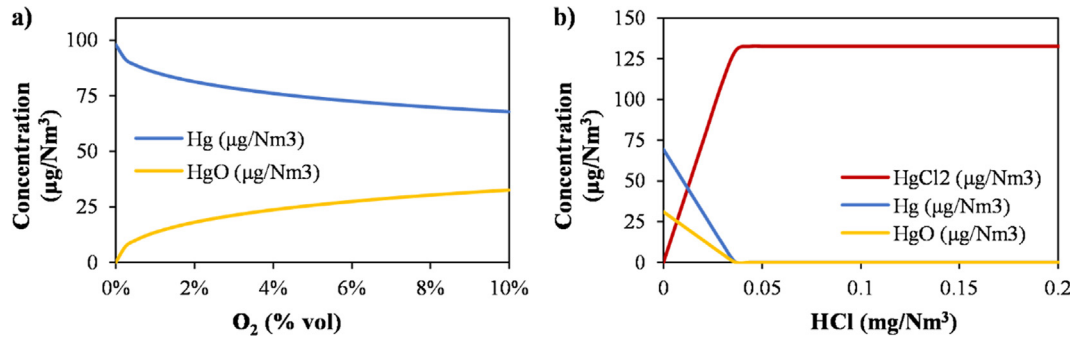 a)
Concentration
(µg/Nm³)
100
75
50
25
0
Hg (µg/Nm3)
HgO (µg/Nm3)
0% 2% 4% 6% 8% 10%
O₂ (% vol)
b)
Concentration
(µg/Nm³)
150
125
100
75
50
25
0
HgCl2 (µg/Nm3)
Hg (µg/Nm3)
HgO (µg/Nm3)
0 0.05 0.1 0.15 0.2
HCl (mg/Nm³)